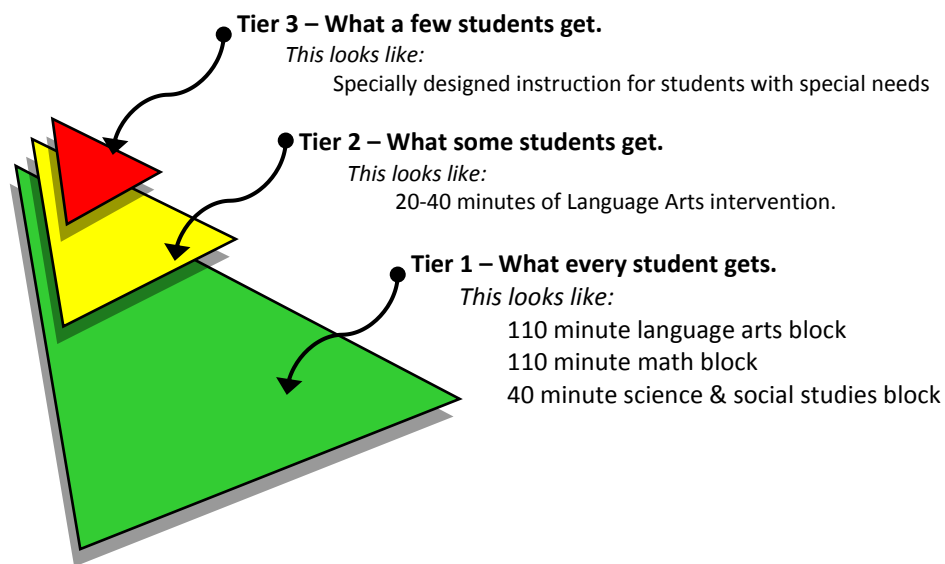 Tier 3 – What a few students get.
This looks like:
Specially designed instruction for students with special needs
Tier 2 – What some students get.
This looks like:
20-40 minutes of Language Arts intervention.
Tier 1 – What every student gets.
This looks like:
110 minute language arts block
110 minute math block
40 minute science & social studies block